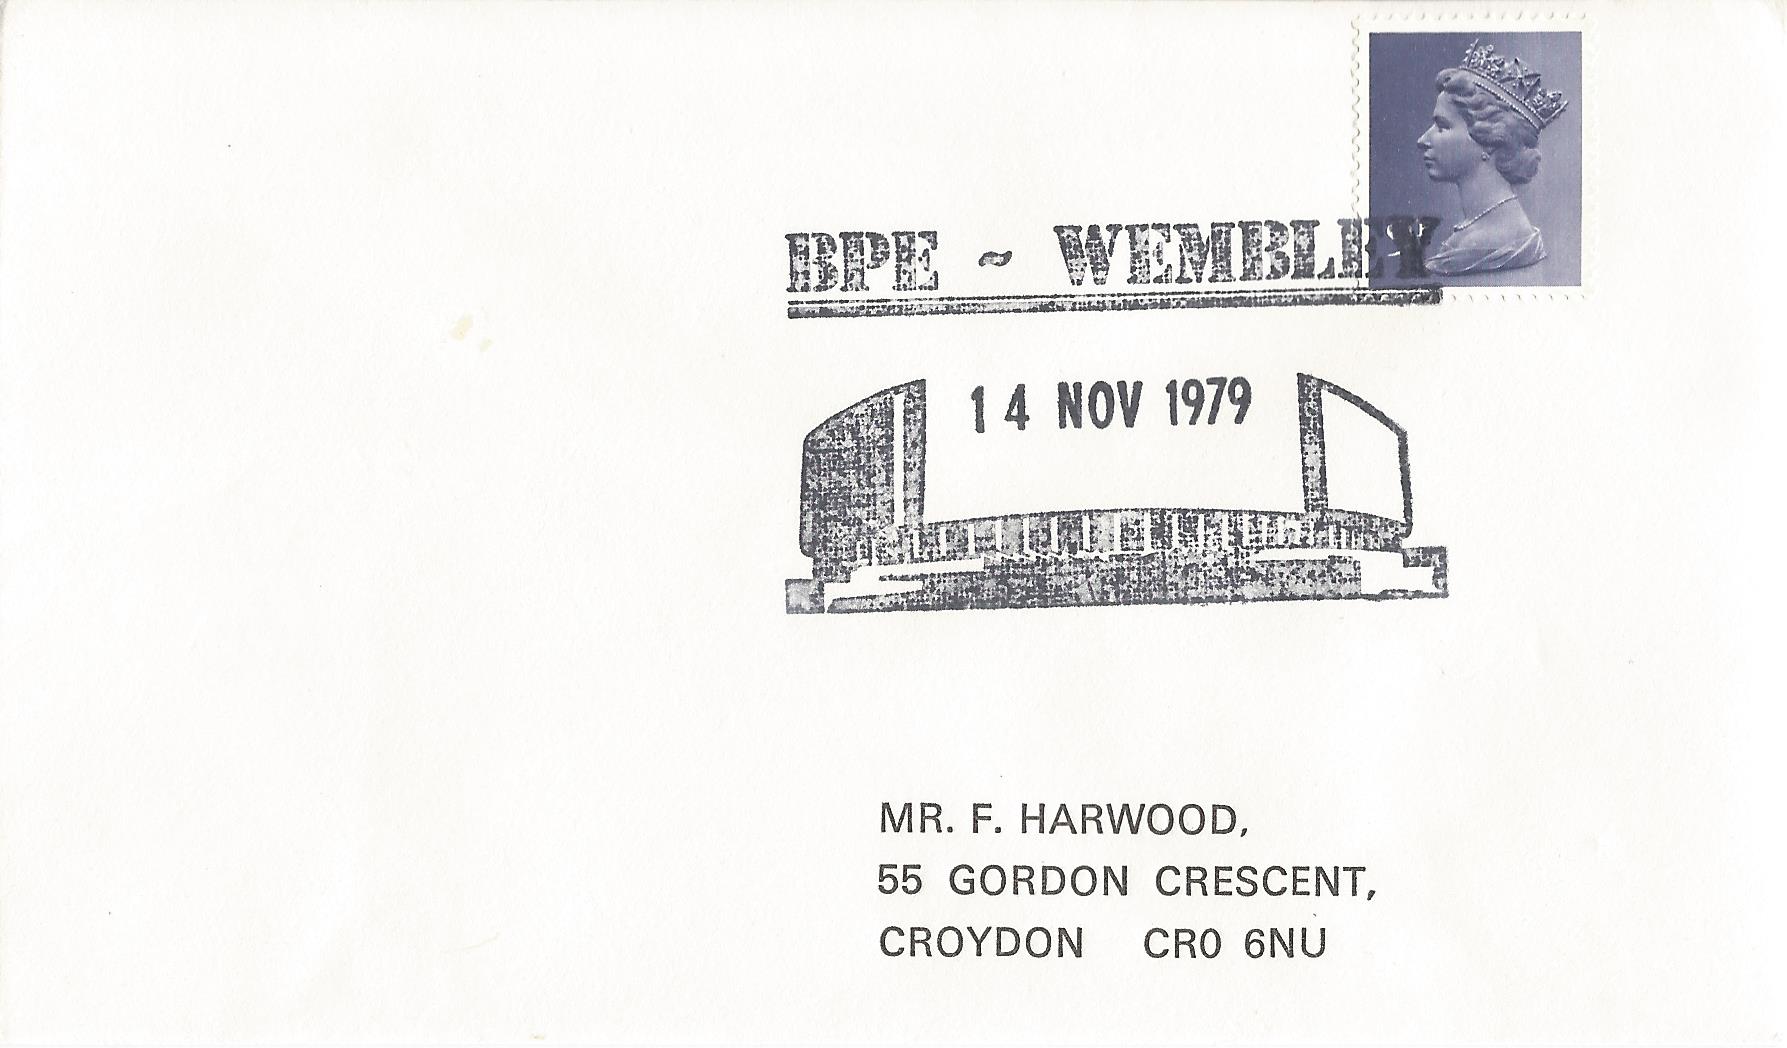 BPE ~ WEMBLEY
14 NOV 1979
MR. F. HARWOOD,
55 GORDON CRESCENT,
CROYDON CR0 6NU